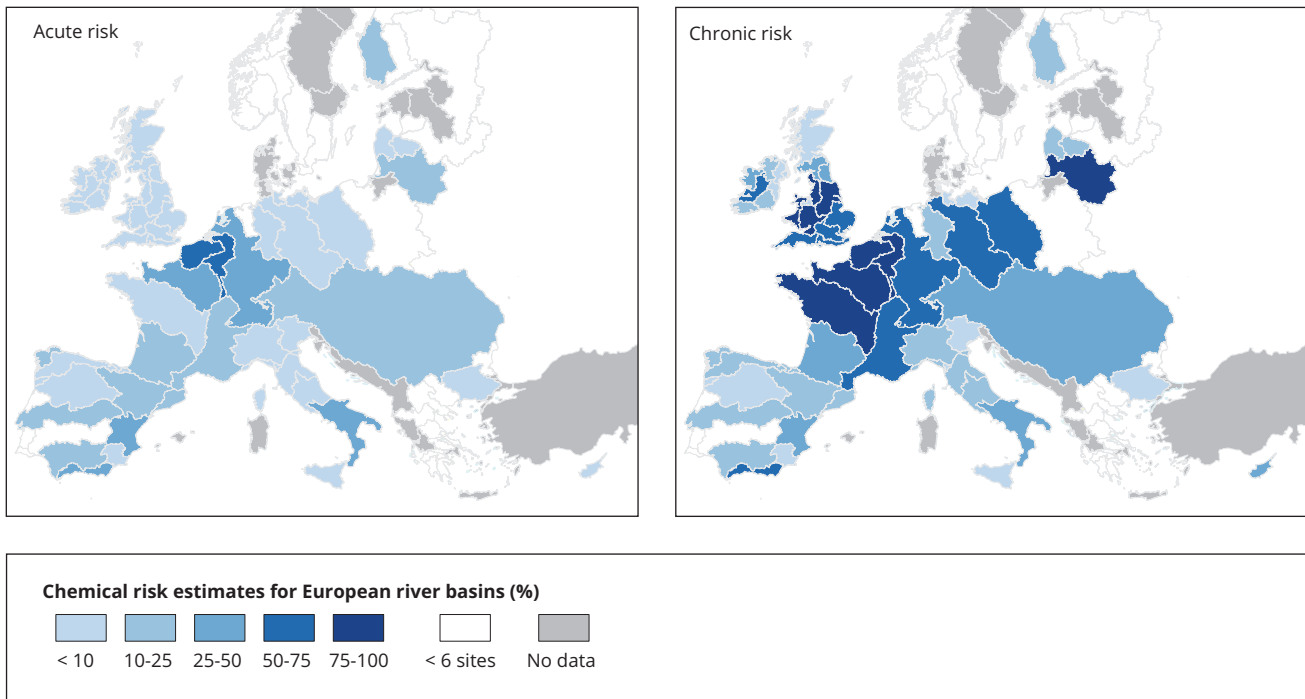 Acute risk
Chronic risk
Chemical risk estimates for European river basins (%)
< 10 10-25 25-50 50-75 75-100 < 6 sites No data